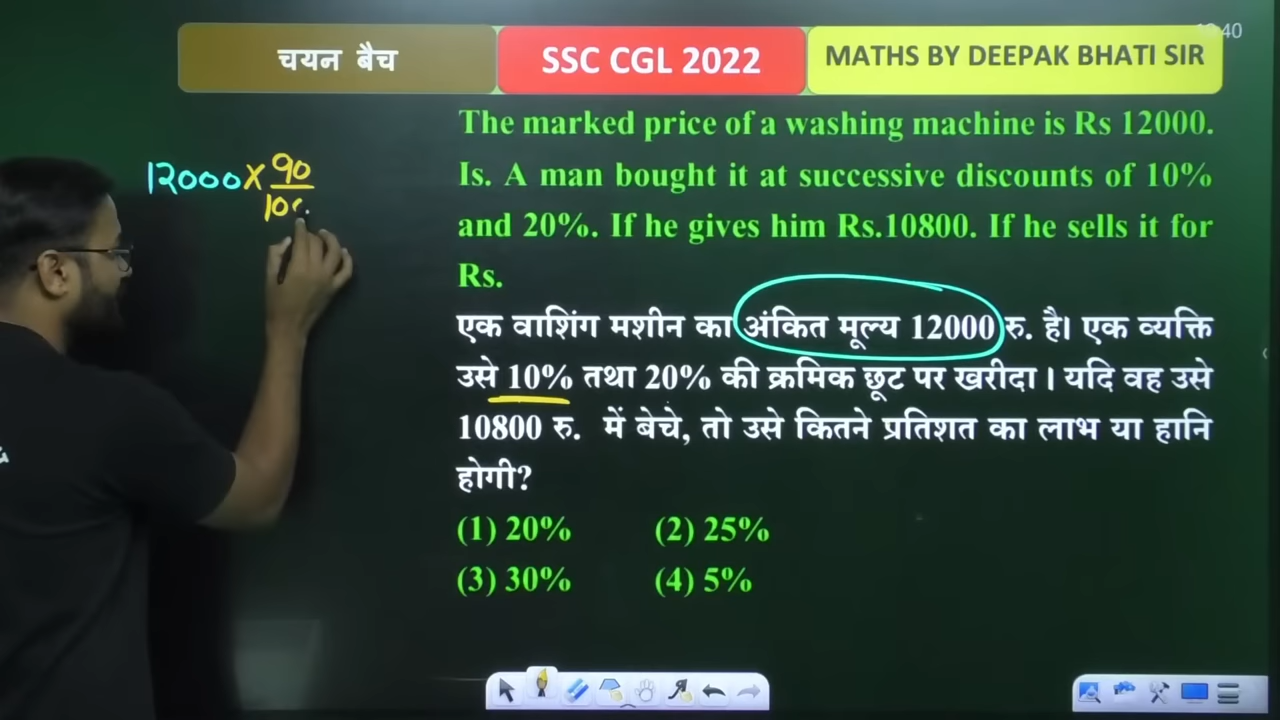 चयन बैच
SSC CGL 2022
MATHS BY DEEPAK BHATI SIR
The marked price of a washing machine is Rs 12000.
Is. A man bought it at successive discounts of 10%
and 20%. If he gives him Rs.10800. If he sells it for
Rs.
एक वाशिंग मशीन का अंकित मूल्य 12000 रु. है। एक व्यक्ति
उसे 10% तथा 20% की क्रमिक छूट पर खरीदा। यदि वह उसे
10800 रु. में बेचे, तो उसे कितने प्रतिशत का लाभ या हानि
होगी?
(1) 20% (2) 25%
(3) 30% (4) 5%
12000 × 90
100